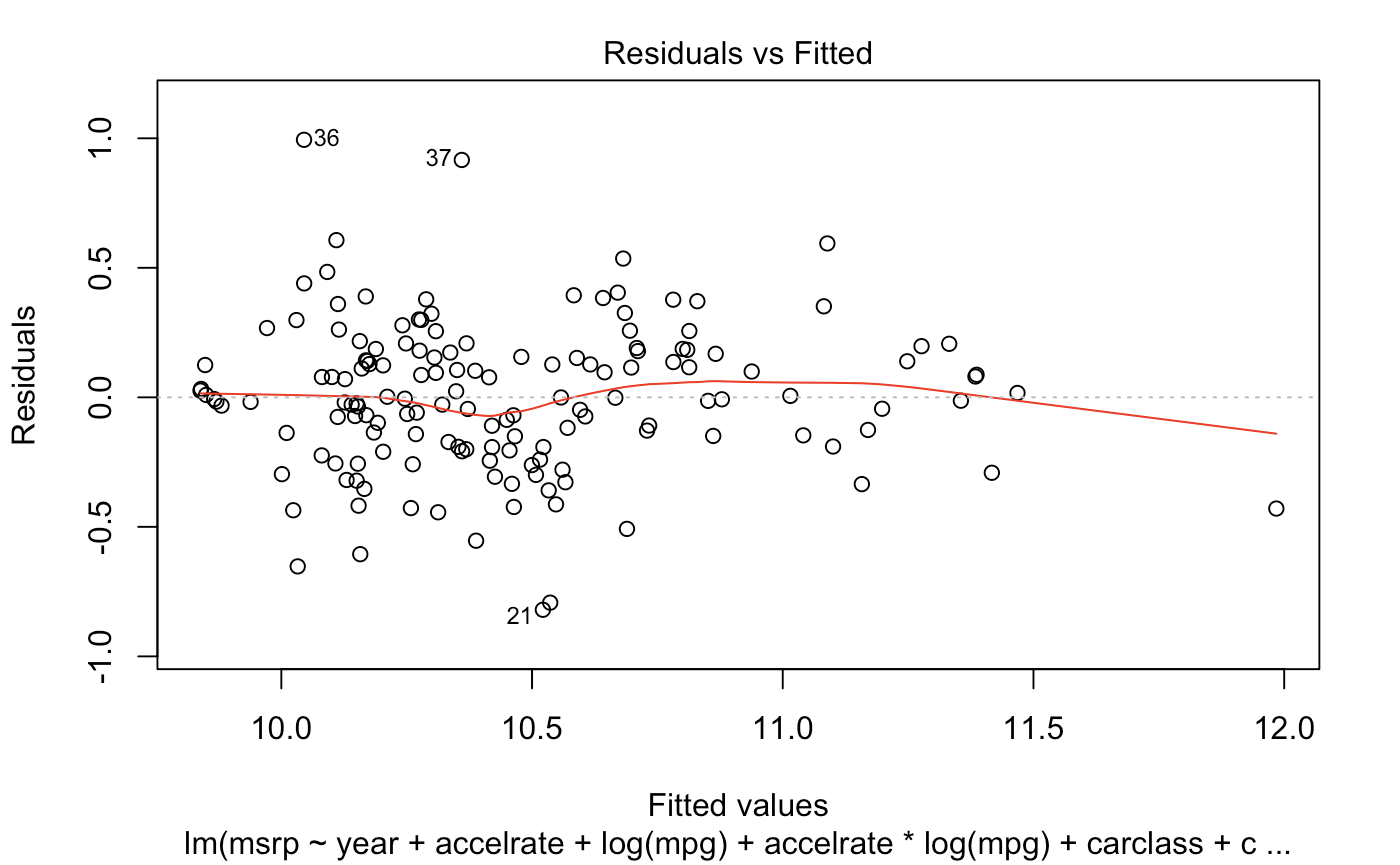 Residuals vs Fitted
Residuals
1.0
0.5
0.0
-0.5
-1.0
36
37
21
10.0 10.5 11.0 11.5 12.0
Fitted values
lm(msrp ~ year + accelrate + log(mpg) + accelrate * log(mpg) + carclass + c ...